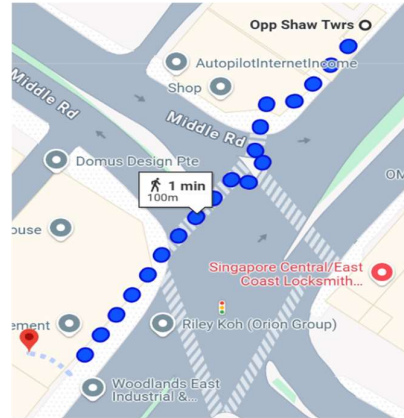 Opp Shaw Twrs
AutopilotInternetIncome
Shop
Middle Rd
Middle Rd
Domus Design Pte
1 min
100m
ouse
OM
Singapore Central/East
Coast Locksmith...
ement
Riley Koh (Orion Group)
Woodlands East
Industrial &...